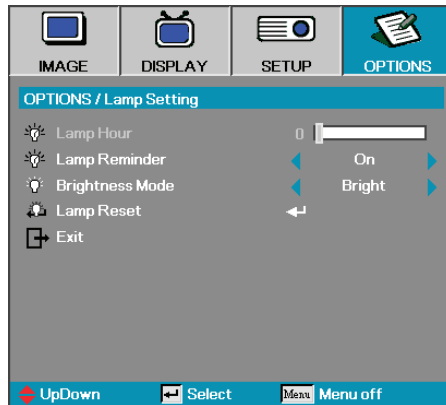 IMAGE DISPLAY SETUP OPTIONS
OPTIONS / Lamp Setting
Lamp Hour 0
Lamp Reminder On
Brightness Mode Bright
Lamp Reset
Exit
UpDown Select Menu Menu off